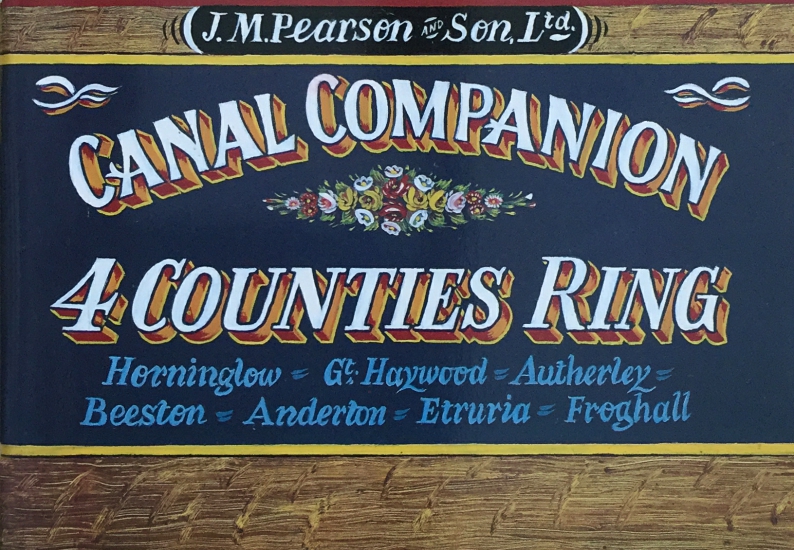 J. M. Pearson AND Son, Ltd.
CANAL COMPANION
4 COUNTIES RING
Horninglow = Gt. Haywood = Autherley =
Beeston = Anderton = Etruria = Froghall